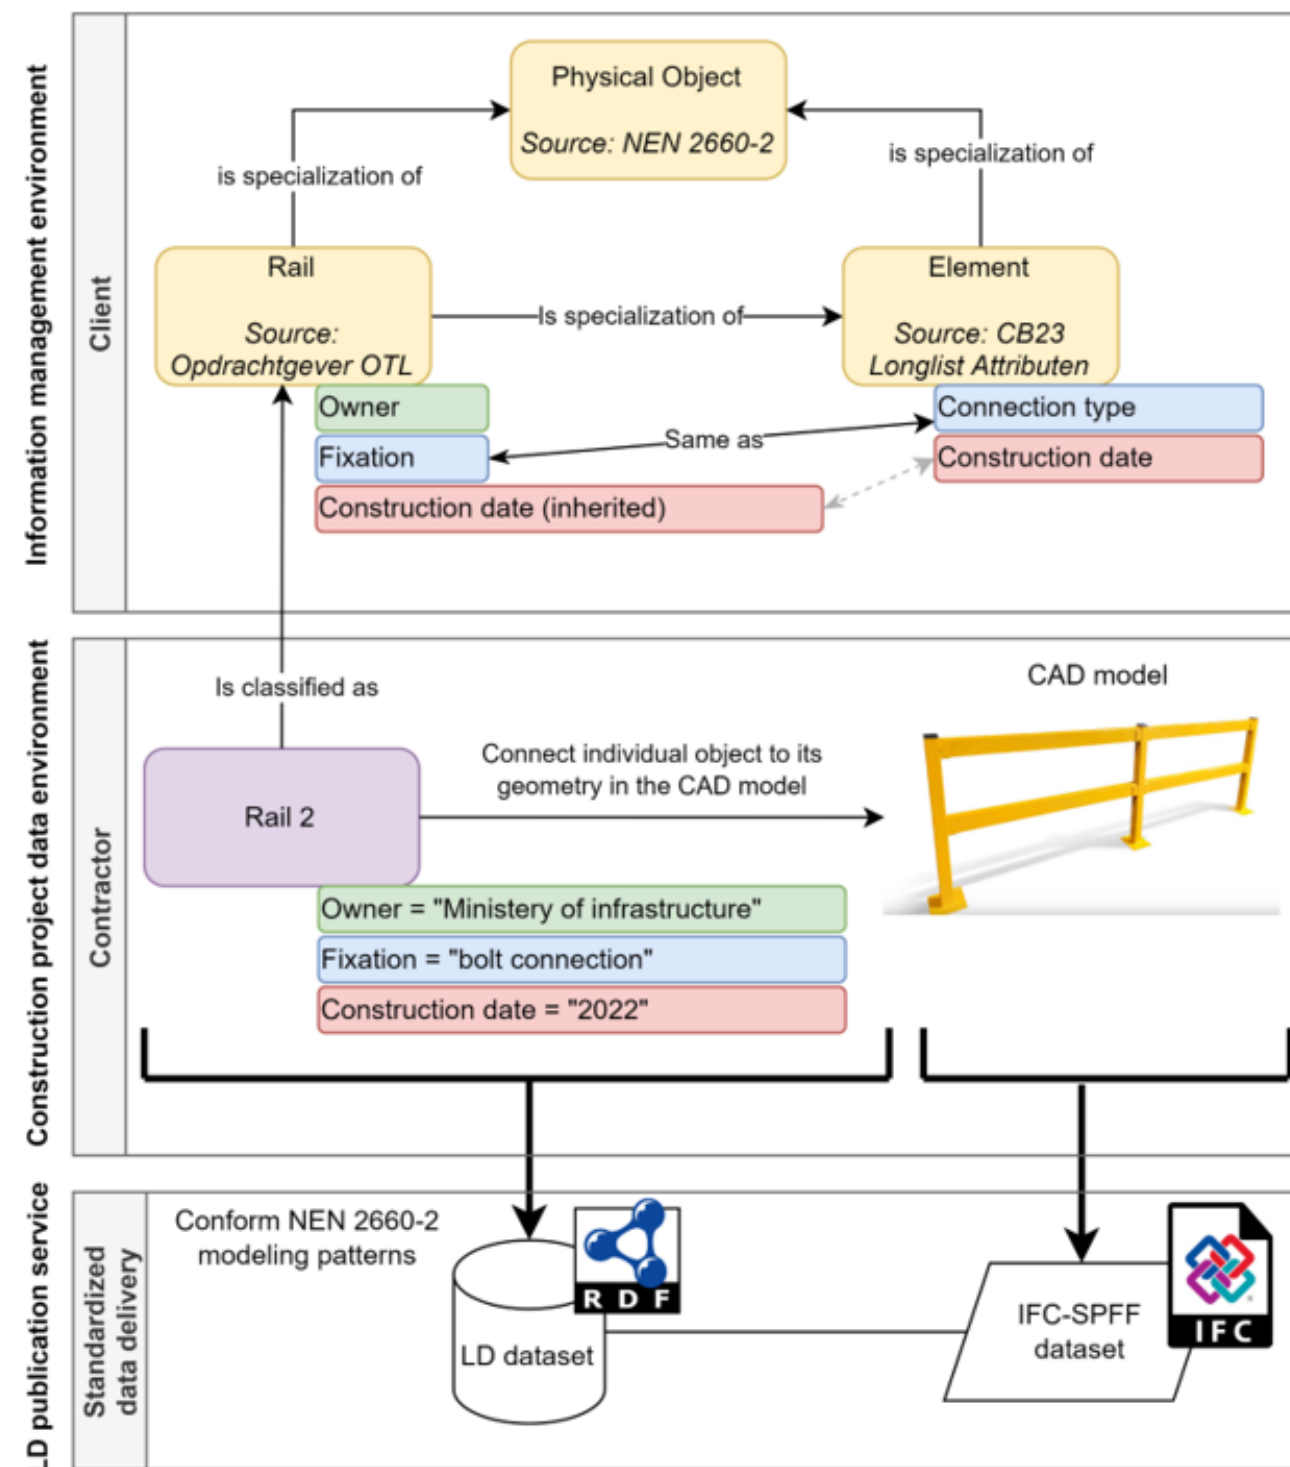 Information management environment
Client
Physical Object
Source: NEN 2660-2
is specialization of
is specialization of
Rail
Source:
Opdrachtgever OTL
Is specialization of
Element
Source: CB23
Longlist Attributen
Owner
Fixation
Construction date (inherited)
Same as
Connection type
Construction date
Construction project data environment
Contractor
Is classified as
Rail 2
Connect individual object to its
geometry in the CAD model
CAD model
Owner = "Ministery of infrastructure"
Fixation = "bolt connection"
Construction date = "2022"
LD publication service
Standardized
data delivery
Conform NEN 2660-2
modeling patterns
RDF
LD dataset
IFC-SPFF
dataset
IFC